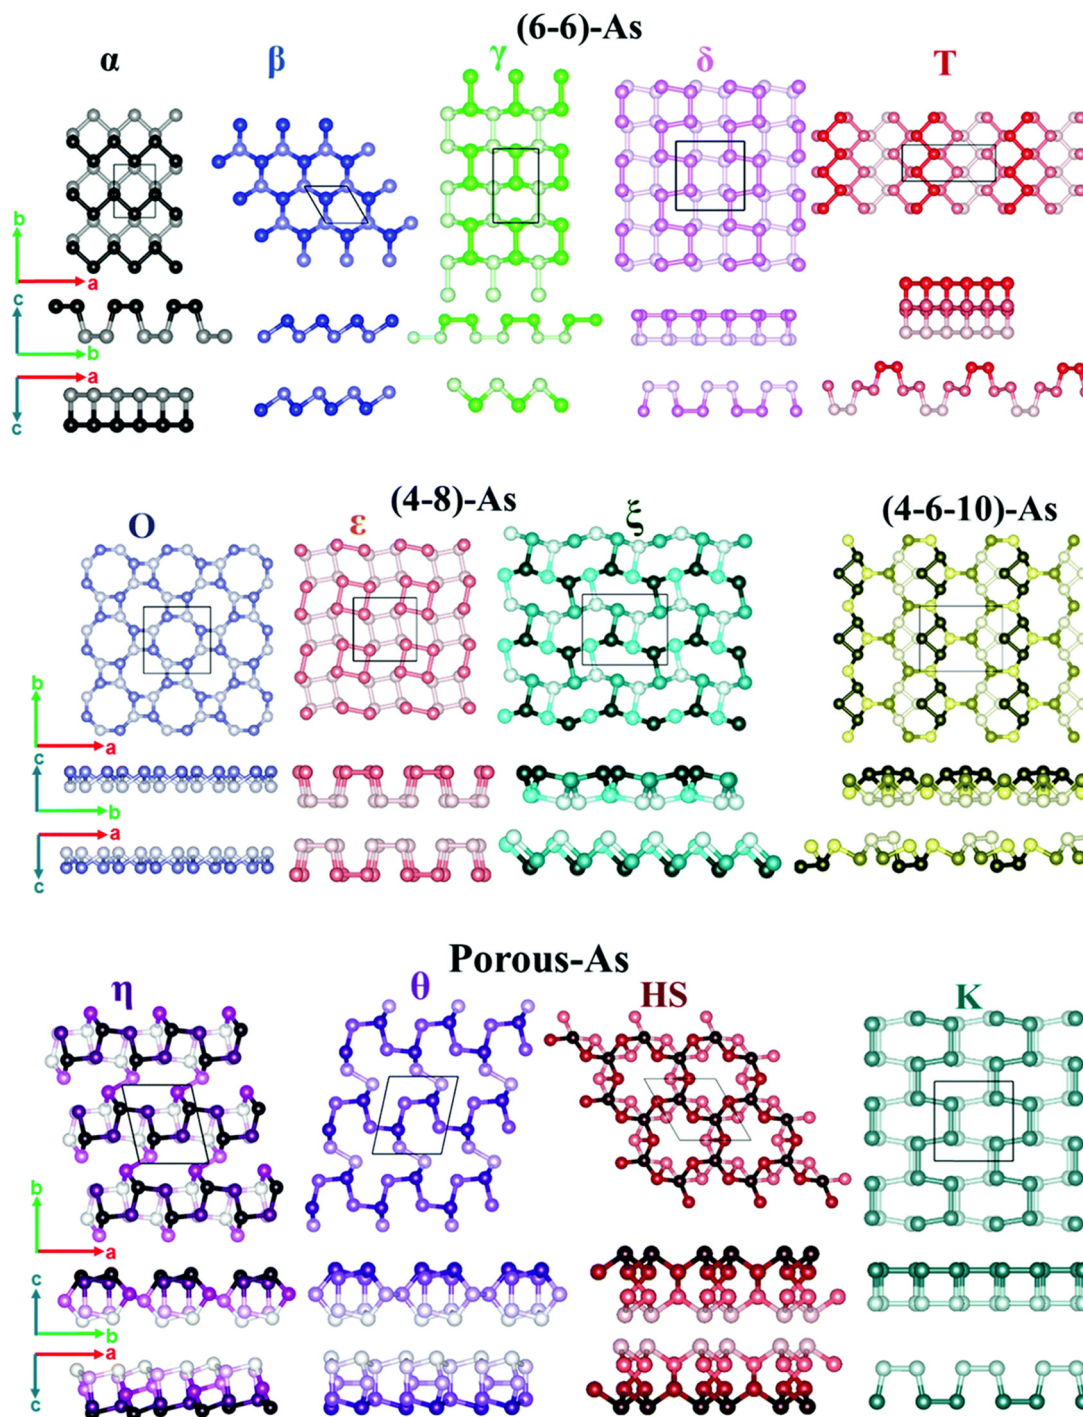 (6-6)-As
α β γ δ T
b
a
c
b
a
c
(4-8)-As (4-6-10)-As
O ε ξ
b
a
c
b
a
c
Porous-As
η θ HS K
b
a
c
b
a
c